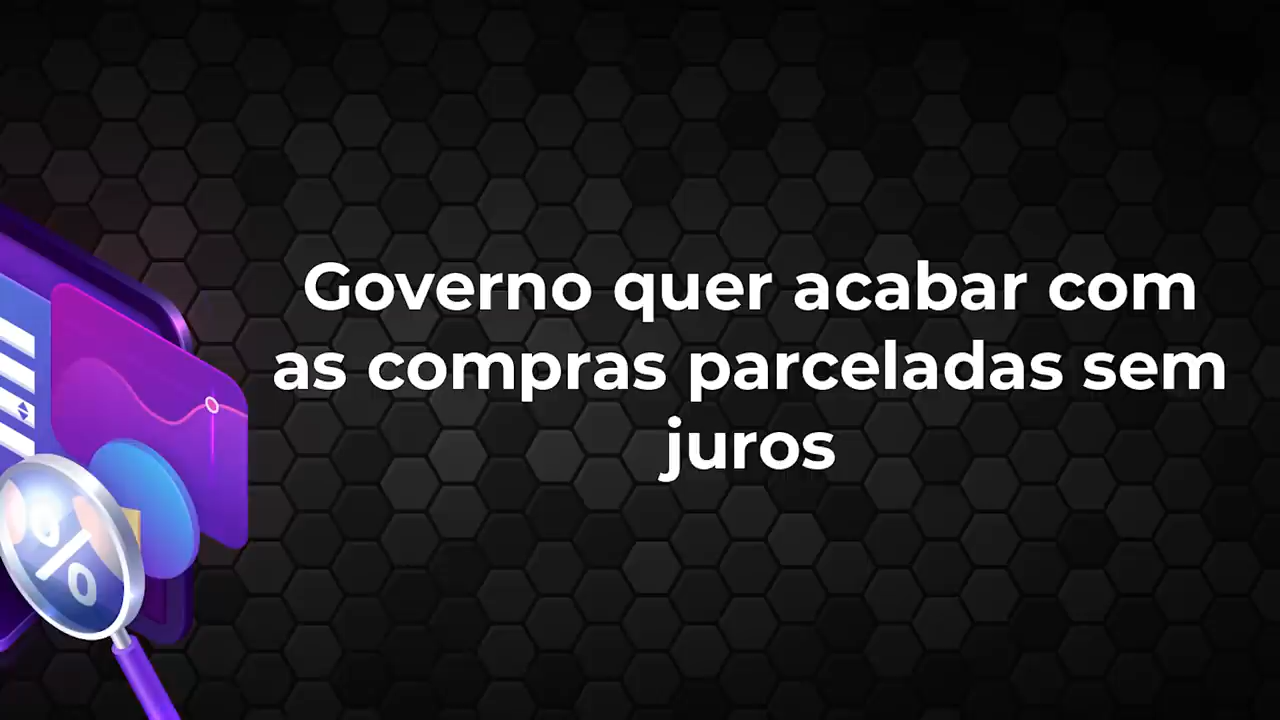 Governo quer acabar com
as compras parceladas sem
juros
%